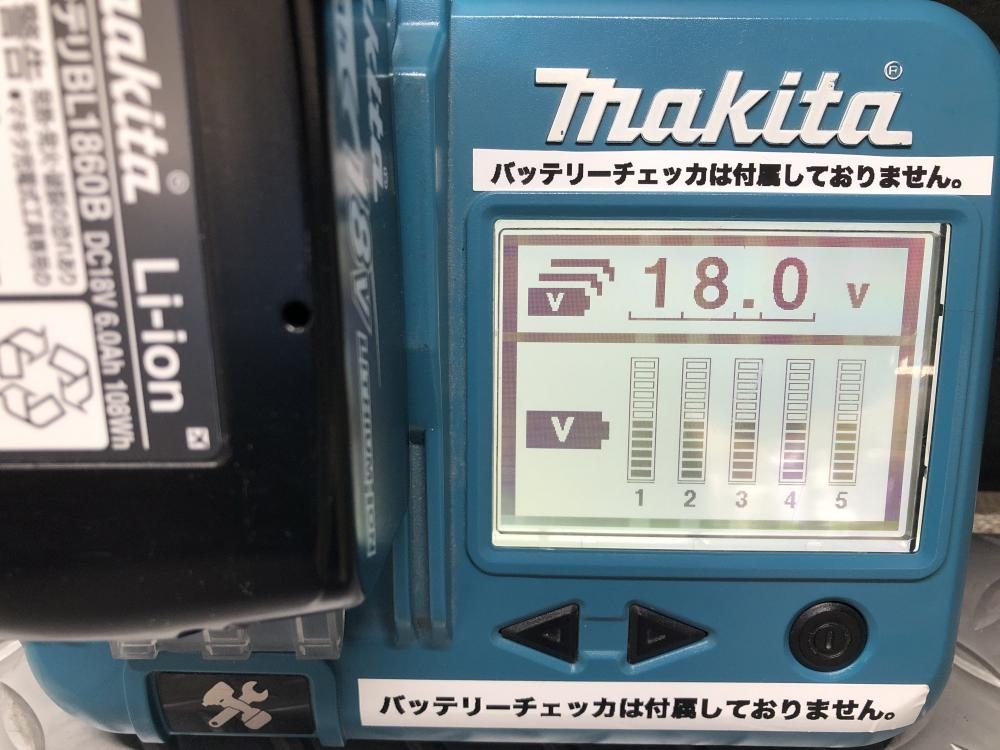 makita ®
バッテリーチェッカは付属しておりません。
V 18.0 v
V
1 2 3 4 5
バッテリーチェッカは付属しておりません。
makita
BL1860B DC18V 6.0Ah 108Wh
Li-ion
18V LITHIUM-ION